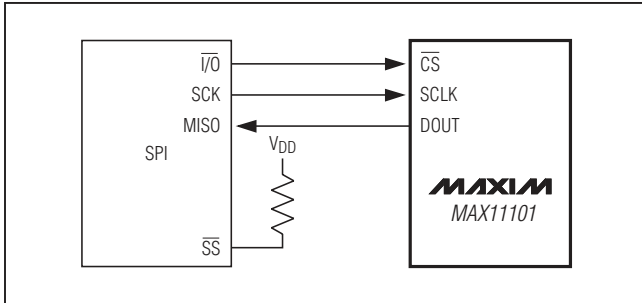 I/O
SCK
MISO
SPI
VDD
SS
CS
SCLK
DOUT
MAXIM
MAX11101